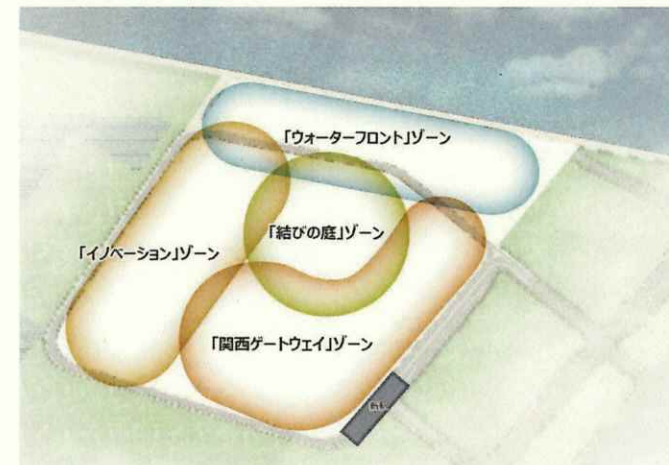 「ウォーターフロント」ゾーン
「結びの庭」ゾーン
「イノベーション」ゾーン
「関西ゲートウェイ」ゾーン